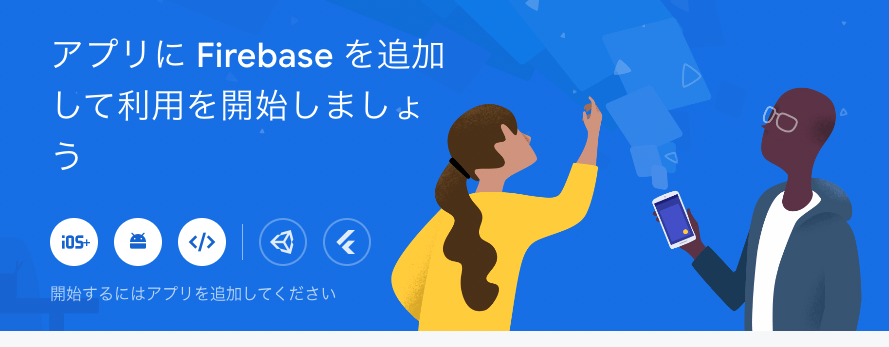 アプリに Firebase を追加
して利用を開始しましょ
う
iOS+
</>
開始するにはアプリを追加してください